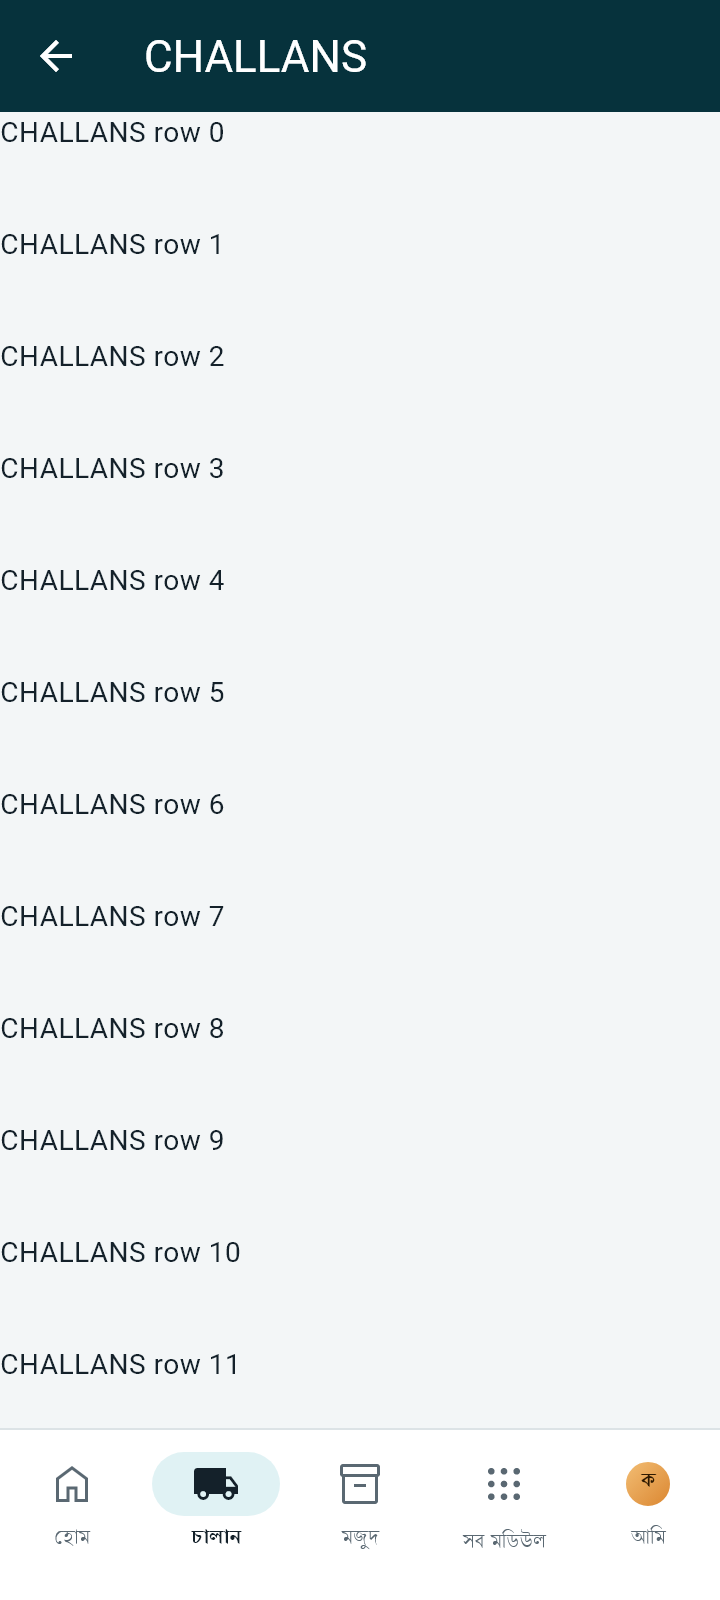 CHALLANS
CHALLANS row 0
CHALLANS row 1
CHALLANS row 2
CHALLANS row 3
CHALLANS row 4
CHALLANS row 5
CHALLANS row 6
CHALLANS row 7
CHALLANS row 8
CHALLANS row 9
CHALLANS row 10
CHALLANS row 11
ক
হোম চালান মজুদ সব মডিউল আমি